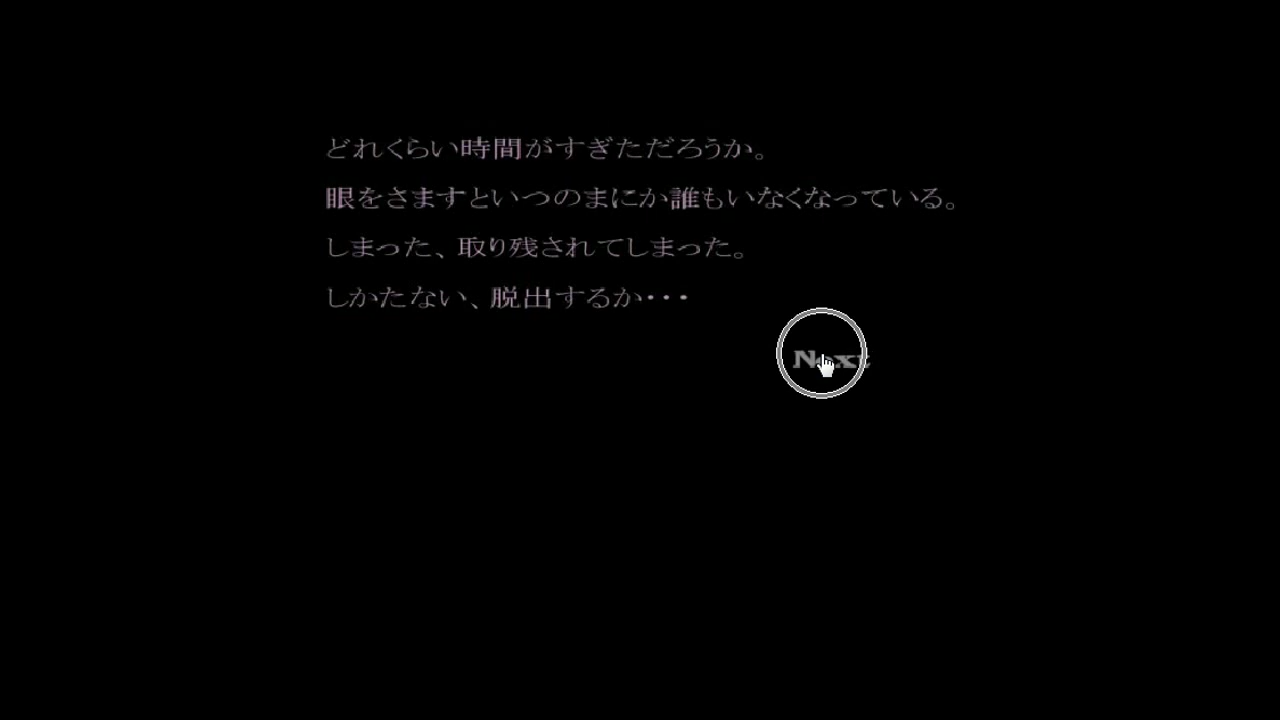 どれくらい時間がすぎただろうか。
眼をさますといつのまにか誰もいなくなっている。
しまった、取り残されてしまった。
しかたない、脱出するか・・・
Next